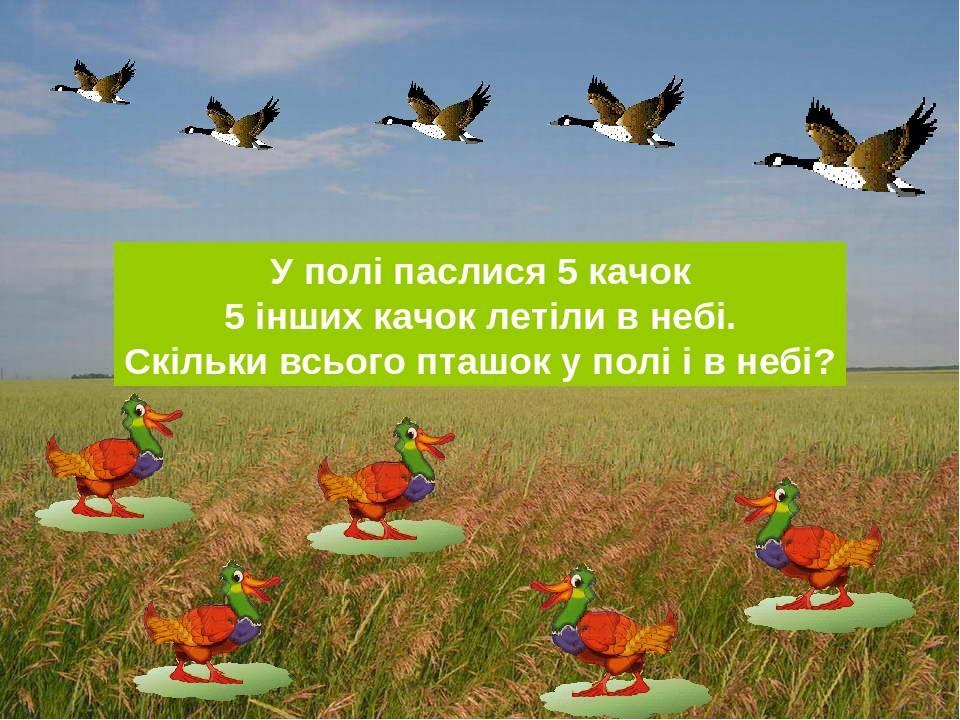 У полі паслися 5 качок
5 інших качок летіли в небі.
Скільки всього пташок у полі і в небі?